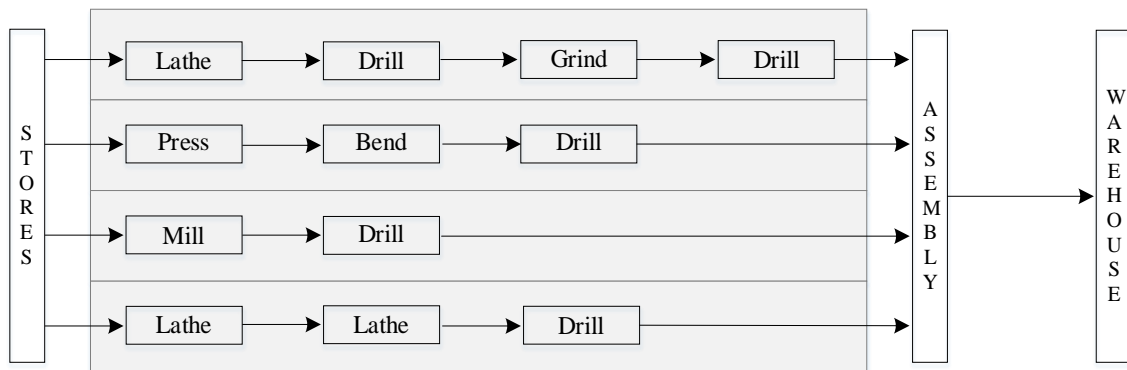 STORES
Lathe
Drill
Grind
Drill
Press
Bend
Drill
Mill
Drill
Lathe
Lathe
Drill
ASSEMBLY
WAREHOUSE